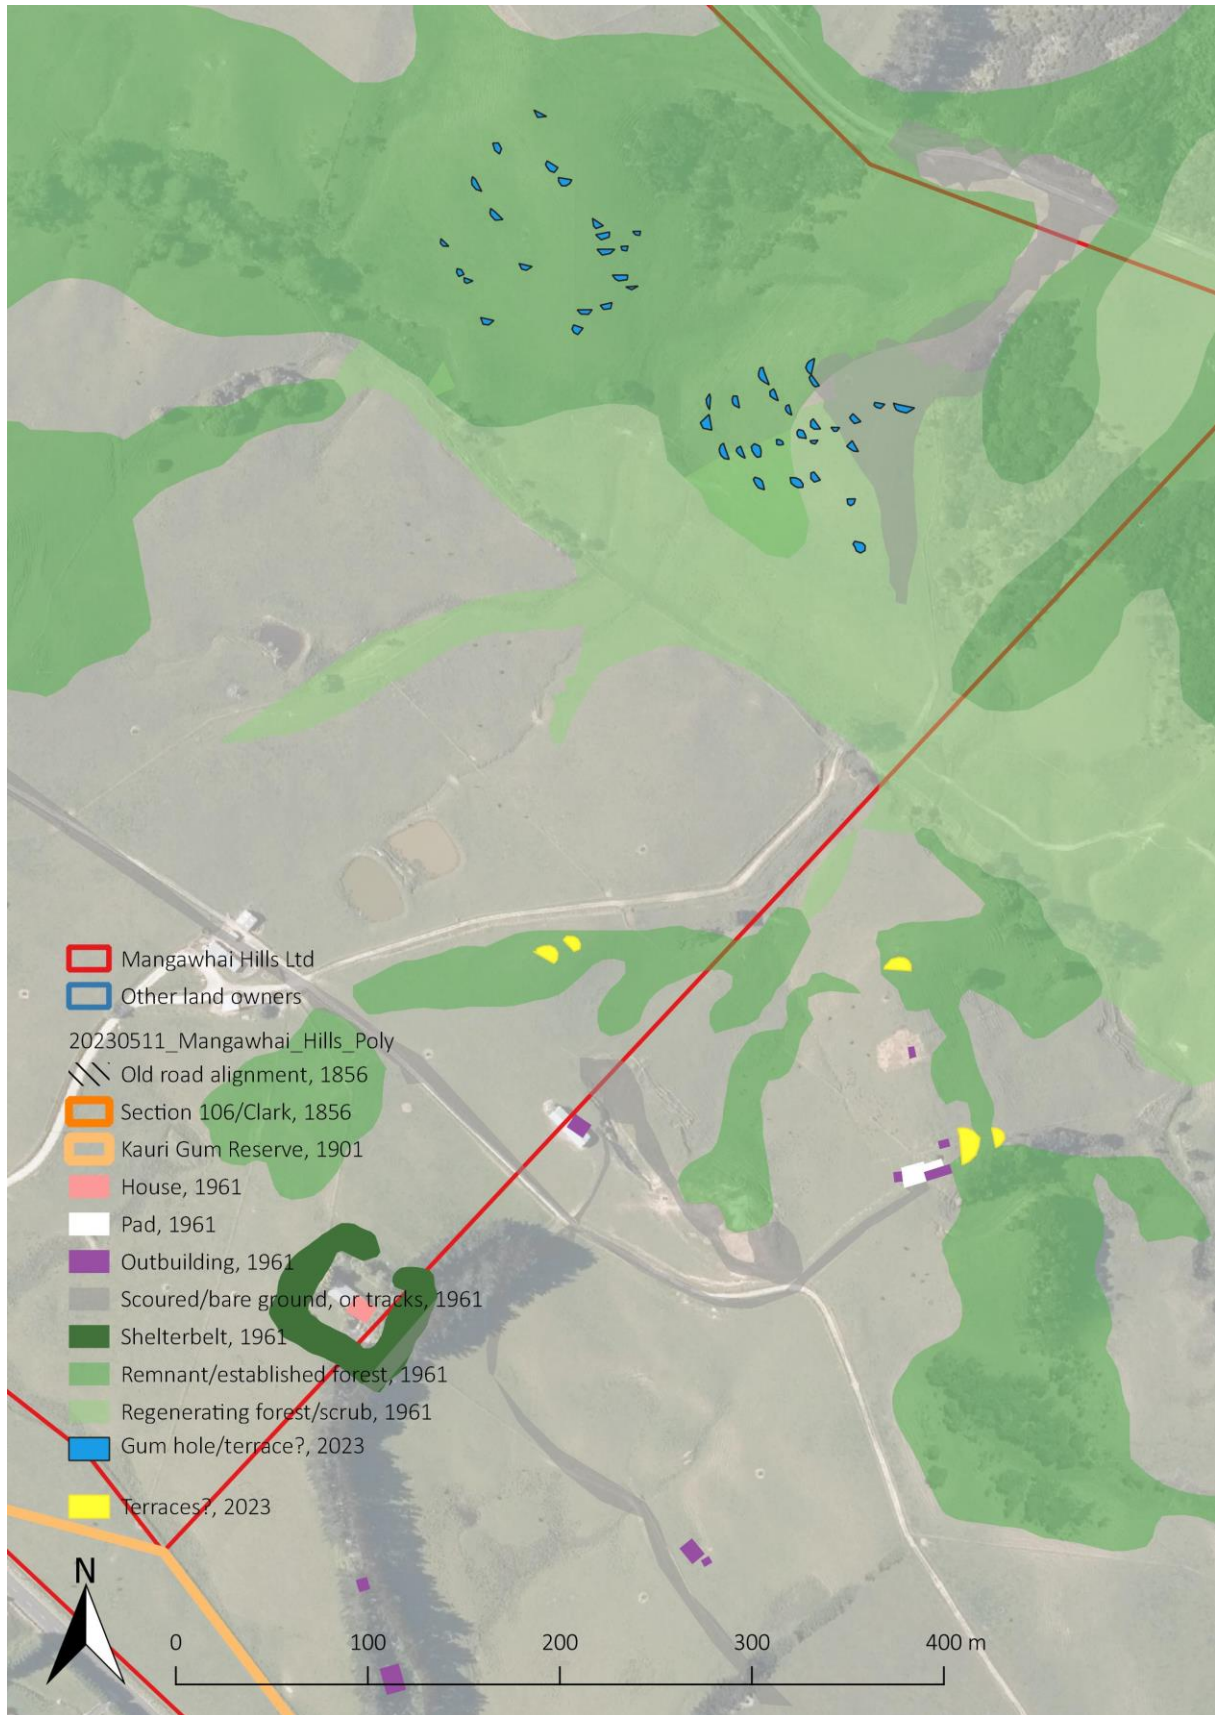 Mangawhai Hills Ltd
Other land owners
20230511_Mangawhai_Hills_Poly
Old road alignment, 1856
Section 106/Clark, 1856
Kauri Gum Reserve, 1901
House, 1961
Pad, 1961
Outbuilding, 1961
Scoured/bare ground, or tracks, 1961
Shelterbelt, 1961
Remnant/established forest, 1961
Regenerating forest/scrub, 1961
Gum hole/terrace?, 2023
Terraces?, 2023
N
0 100 200 300 400 m